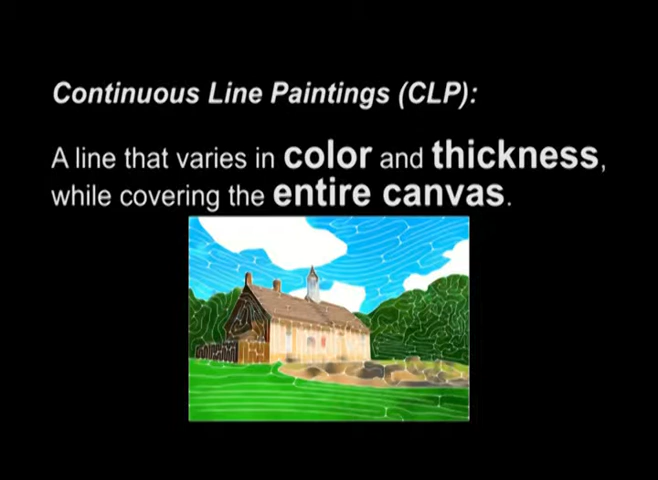 Continuous Line Paintings (CLP):
A line that varies in color and thickness,
while covering the entire canvas.